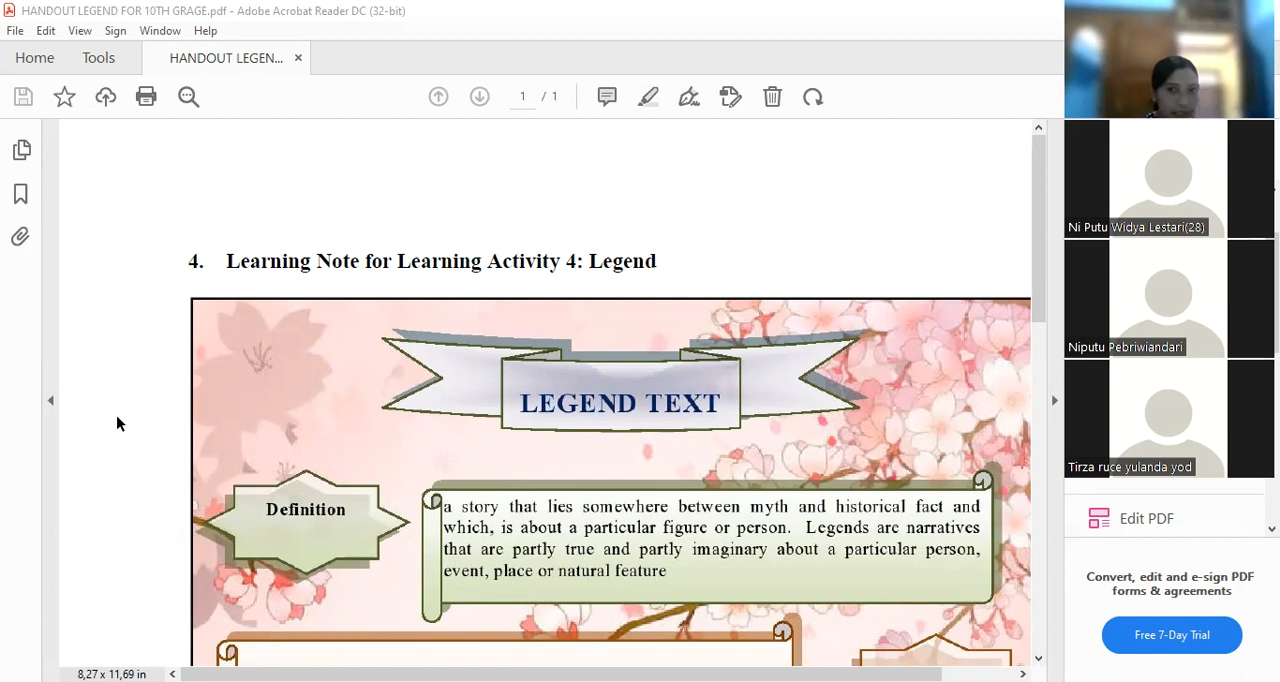 HANDOUT LEGEND FOR 10TH GRAGE.pdf - Adobe Acrobat Reader DC (32-bit)
File Edit View Sign Window Help
Home Tools HANDOUT LEGEN... ×
1 / 1
4. Learning Note for Learning Activity 4: Legend
LEGEND TEXT
Definition
a story that lies somewhere between myth and historical fact and
which, is about a particular figure or person. Legends are narratives
that are partly true and partly imaginary about a particular person,
event, place or natural feature
8,27 x 11,69 in
Ni Putu Widya Lestari(28)
Niputu Pebriwiandari
Tirza ruce yulanda yod
Edit PDF
Convert, edit and e-sign PDF
forms & agreements
Free 7-Day Trial